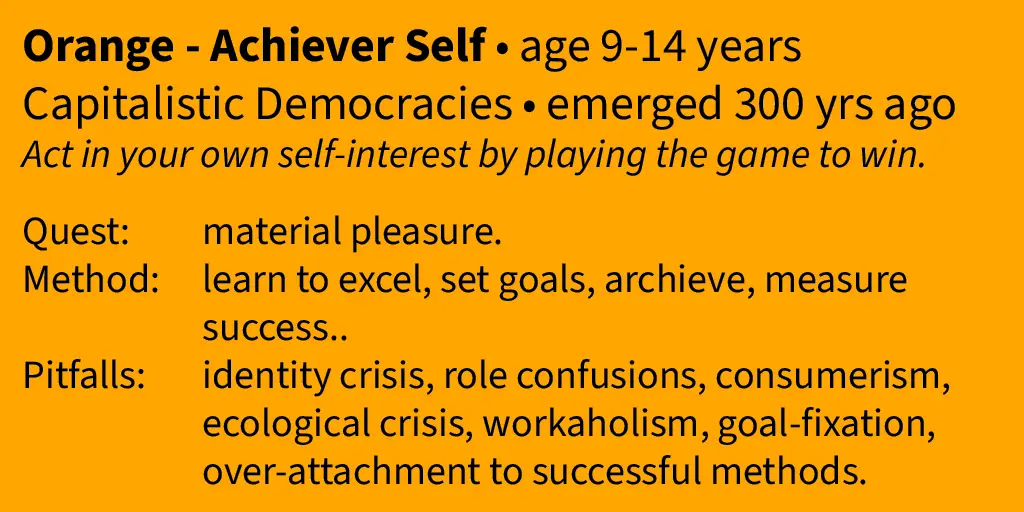 Orange - Achiever Self • age 9-14 years
Capitalistic Democracies • emerged 300 yrs ago
Act in your own self-interest by playing the game to win.
Quest: material pleasure.
Method: learn to excel, set goals, archieve, measure
success..
Pitfalls: identity crisis, role confusions, consumerism,
ecological crisis, workaholism, goal-fixation,
over-attachment to successful methods.